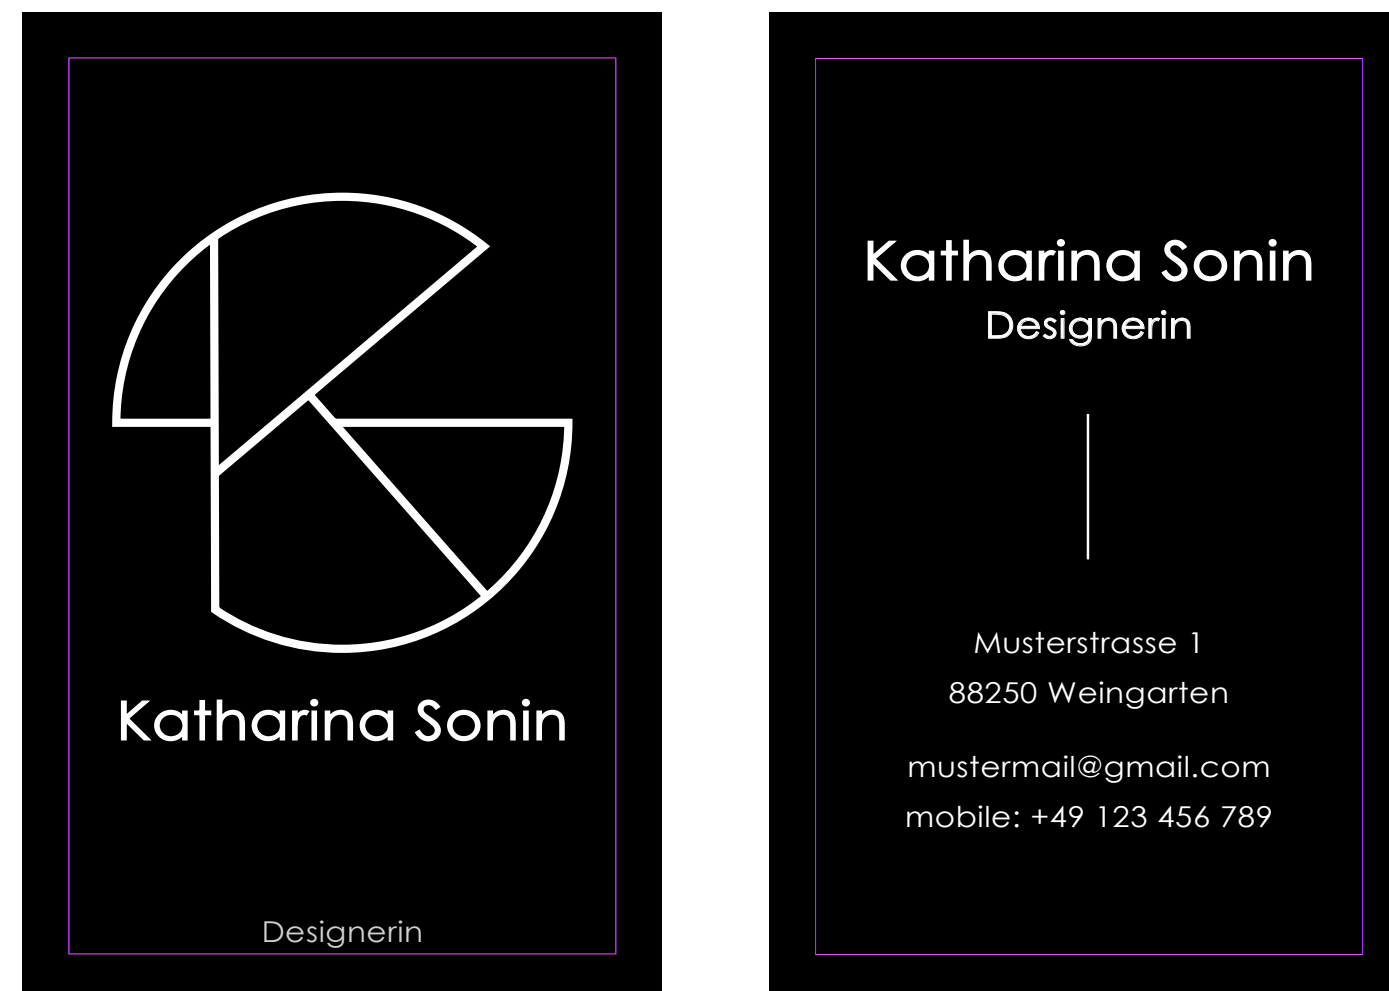 Katharina Sonin
Designerin
Katharina Sonin
Designerin
Musterstrasse 1
88250 Weingarten
mustermail@gmail.com
mobile: +49 123 456 789